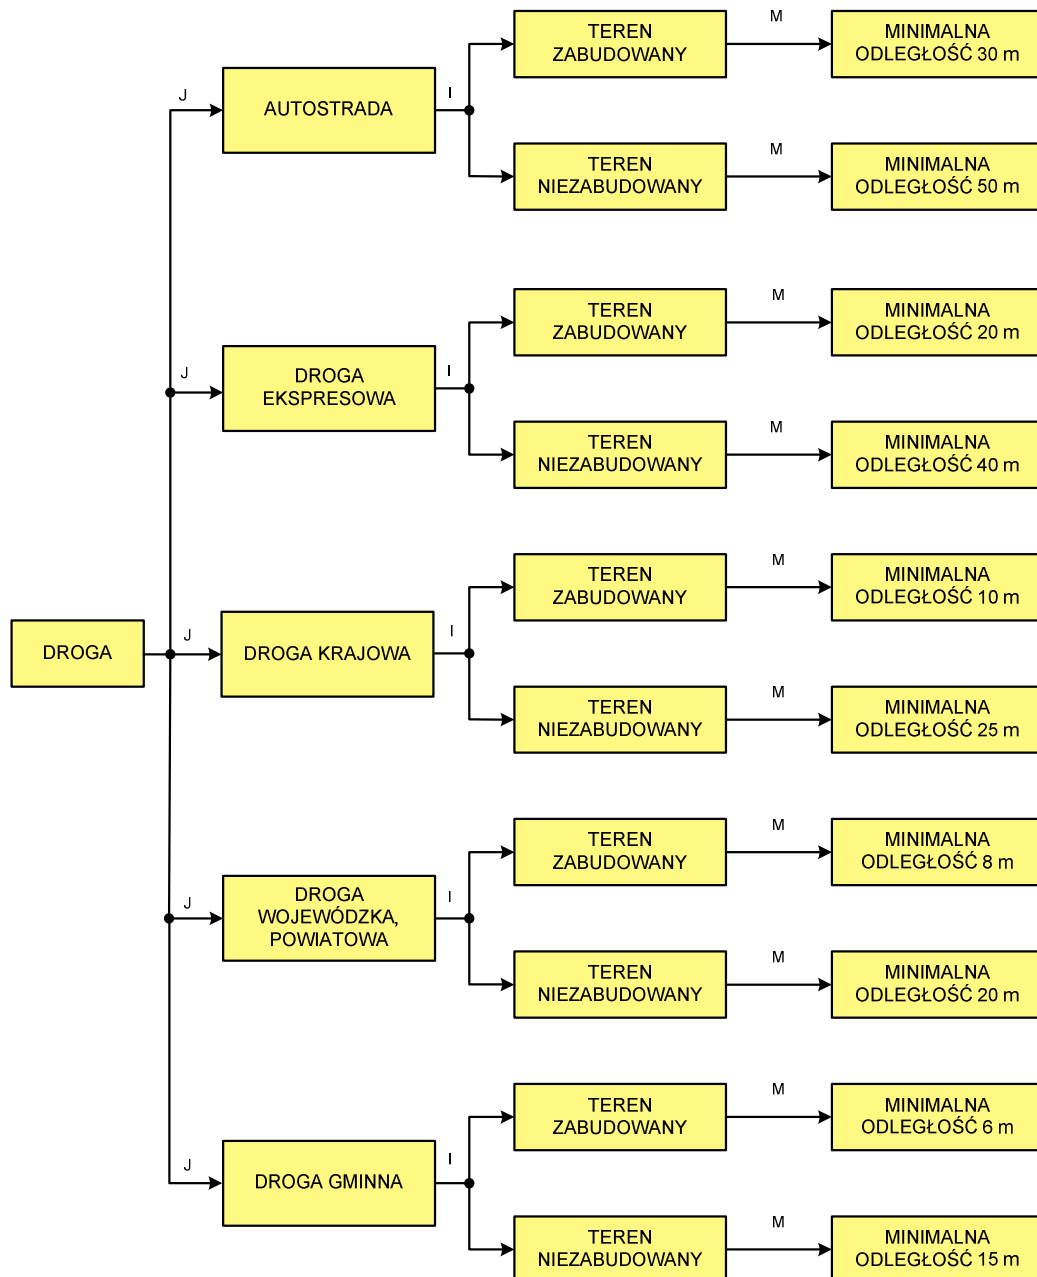 TEREN
ZABUDOWANY
M
MINIMALNA
ODLEGŁOŚĆ 30 m
J
AUTOSTRADA
I
TEREN
NIEZABUDOWANY
M
MINIMALNA
ODLEGŁOŚĆ 50 m
TEREN
ZABUDOWANY
M
MINIMALNA
ODLEGŁOŚĆ 20 m
J
DROGA
EKSPRESOWA
I
TEREN
NIEZABUDOWANY
M
MINIMALNA
ODLEGŁOŚĆ 40 m
TEREN
ZABUDOWANY
M
MINIMALNA
ODLEGŁOŚĆ 10 m
DROGA
J
DROGA KRAJOWA
I
TEREN
NIEZABUDOWANY
M
MINIMALNA
ODLEGŁOŚĆ 25 m
TEREN
ZABUDOWANY
M
MINIMALNA
ODLEGŁOŚĆ 8 m
J
DROGA
WOJEWÓDZKA,
POWIATOWA
I
TEREN
NIEZABUDOWANY
M
MINIMALNA
ODLEGŁOŚĆ 20 m
TEREN
ZABUDOWANY
M
MINIMALNA
ODLEGŁOŚĆ 6 m
J
DROGA GMINNA
I
TEREN
NIEZABUDOWANY
M
MINIMALNA
ODLEGŁOŚĆ 15 m